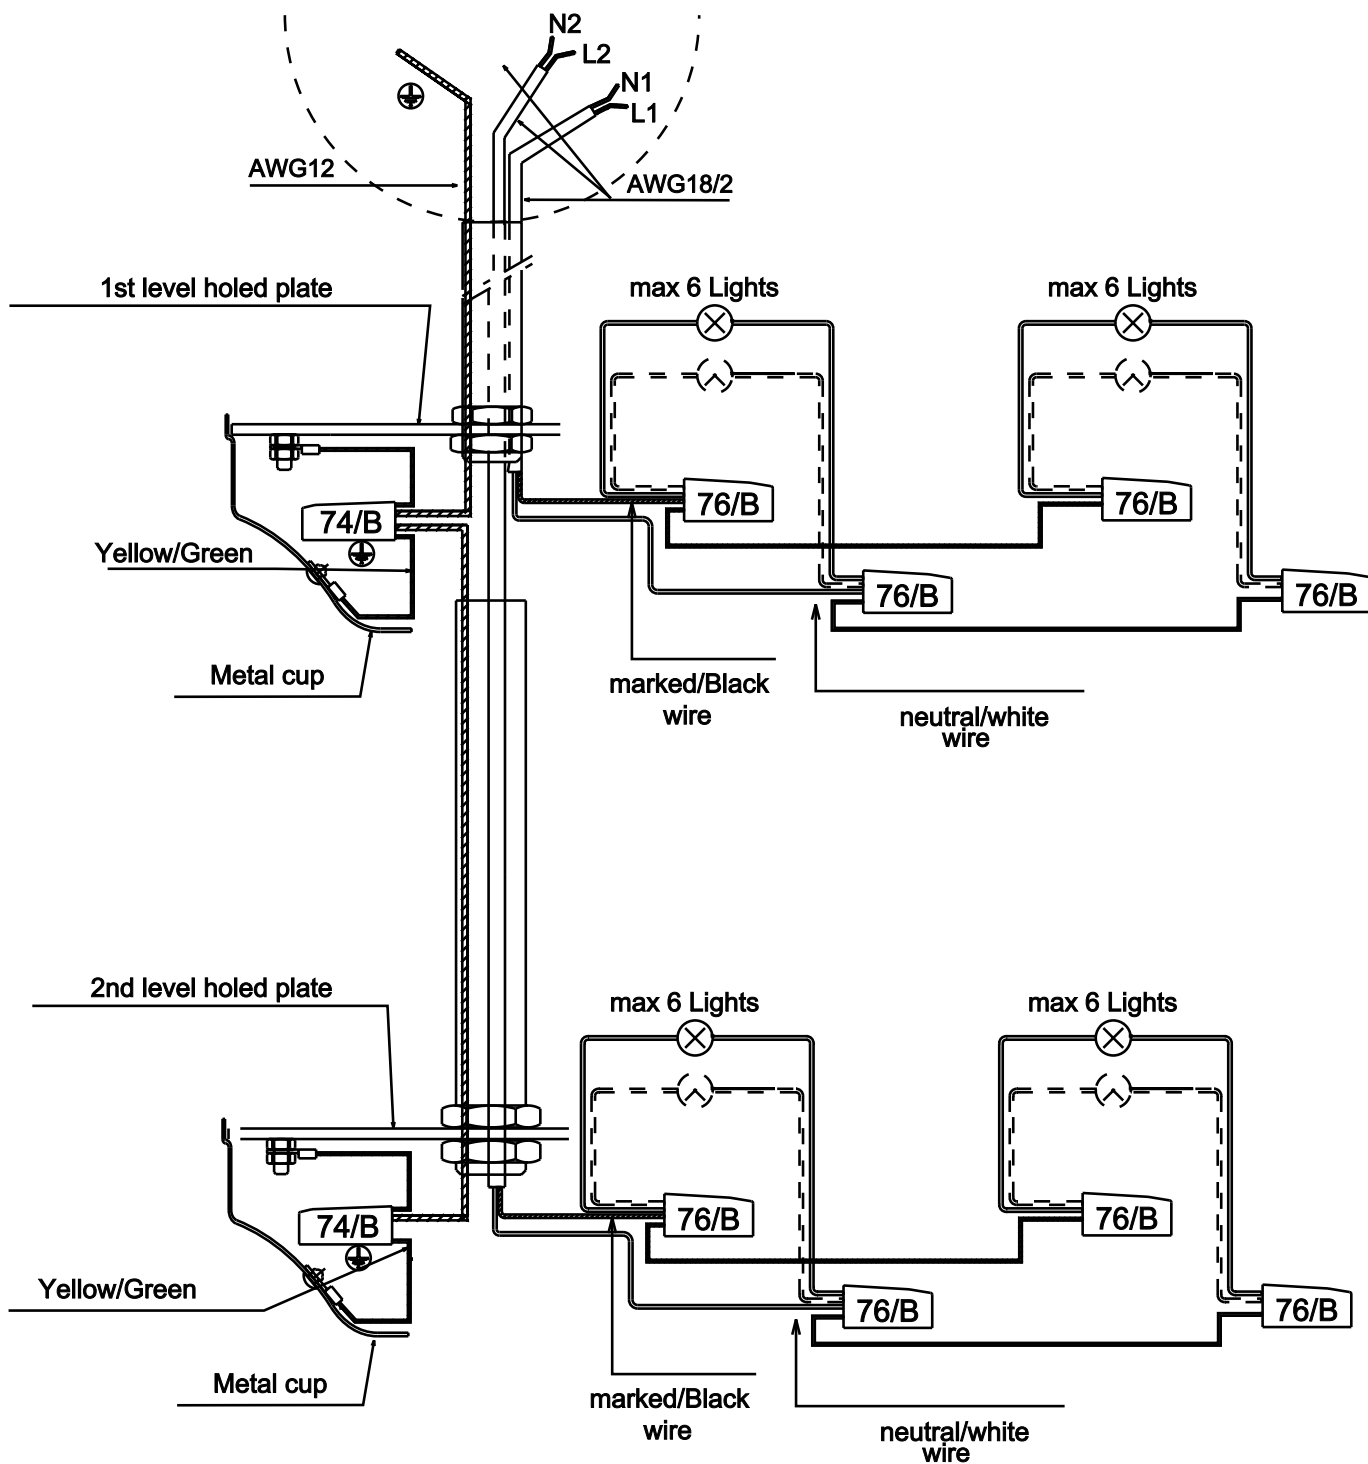 N2
L2
N1
L1
AWG12
AWG18/2
1st level holed plate
max 6 Lights
max 6 Lights
74/B
76/B
76/B
Yellow/Green
76/B
76/B
Metal cup
marked/Black
wire
neutral/white
wire
2nd level holed plate
max 6 Lights
max 6 Lights
74/B
76/B
76/B
Yellow/Green
76/B
76/B
Metal cup
marked/Black
wire
neutral/white
wire